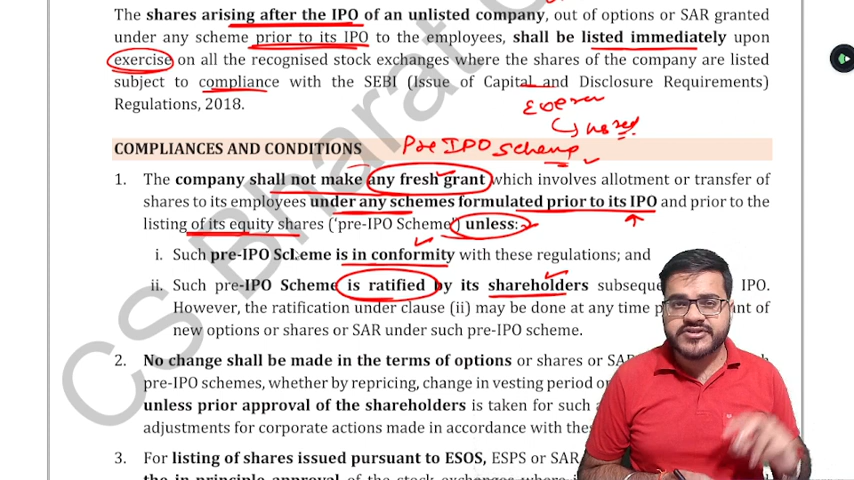 The shares arising after the IPO of an unlisted company, out of options or SAR granted
under any scheme prior to its IPO to the employees, shall be listed immediately upon
exercise on all the recognised stock exchanges where the shares of the company are listed
subject to compliance with the SEBI (Issue of Capital and Disclosure Requirements)
Regulations, 2018.
COMPLIANCES AND CONDITIONS Pre IPO Scheme
1. The company shall not make any fresh grant which involves allotment or transfer of
shares to its employees under any schemes formulated prior to its IPO and prior to the
listing of its equity shares ('pre-IPO Scheme') unless:
i. Such pre-IPO Scheme is in conformity with these regulations; and
ii. Such pre-IPO Scheme is ratified by its shareholders IPO.
However, the ratification under clause (ii) may be done at any time of
new options or shares or SAR under such pre-IPO scheme.
2. No change shall be made in the terms of options or shares or
pre-IPO schemes, whether by repricing, change in vesting period
unless prior approval of the shareholders is taken for such
adjustments for corporate actions made in accordance with
3. For listing of shares issued pursuant to ESOS, ESPS or SAR
the in-principle approval of the stock exchanges where
CS Bharat